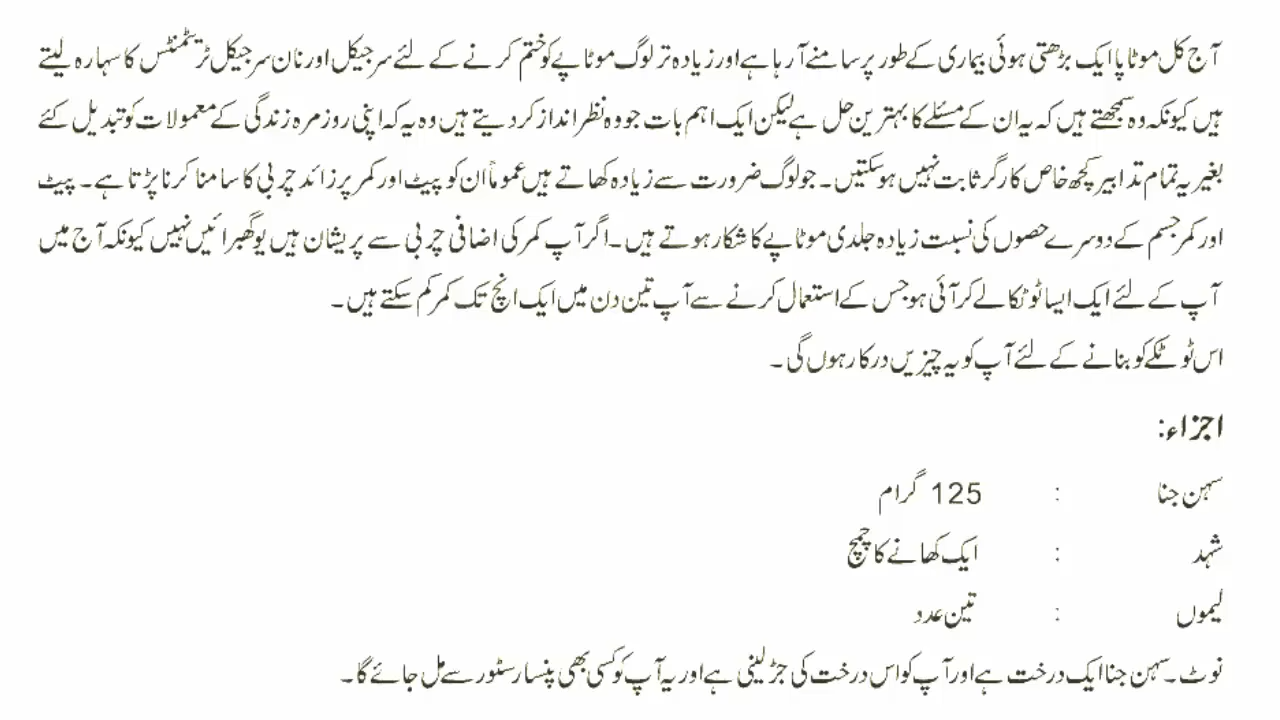 آج کل موٹاپا ایک بڑھتی ہوئی بیماری کے طور پر سامنے آ رہا ہے اور زیادہ تر لوگ موٹاپے کو ختم کرنے کے لئے سرجیکل اور نان سرجیکل ٹریٹمنٹس کا سہارہ لیتے
ہیں کیونکہ وہ سمجھتے ہیں کہ یہ ان کے مسئلے کا بہترین حل ہے لیکن ایک اہم بات جو وہ نظر انداز کر دیتے ہیں وہ یہ کہ اپنی روز مرہ زندگی کے معمولات کو تبدیل کئے
بغیر یہ تمام تدابیر کچھ خاص کارگر ثابت نہیں ہو سکتیں۔ جو لوگ ضرورت سے زیادہ کھاتے ہیں عموماً ان کو پیٹ اور کمر پر زائد چربی کا سامنا کرنا پڑتا ہے۔ پیٹ
اور کمر جسم کے دوسرے حصوں کی نسبت زیادہ جلدی موٹاپے کا شکار ہوتے ہیں۔ اگر آپ کمر کی اضافی چربی سے پریشان ہیں یو گھبرائیں نہیں کیونکہ آج میں
آپ کے لئے ایک ایسا ٹوٹکا لے کر آئی ہو جس کے استعمال کرنے سے آپ تین دن میں ایک انچ تک کمر کم سکتے ہیں۔
اس ٹوٹکے کو بنانے کے لئے آپ کو یہ چیزیں درکار ہوں گی۔
اجزاء:
سہن جنا : 125 گرام
شہد : ایک کھانے کا چمچ
لیموں : تین عدد
نوٹ۔ سہن جنا ایک درخت ہے اور آپ کو اس درخت کی جڑ لینی ہے اور یہ آپ کو کسی بھی پنسار سٹور سے مل جائے گا۔